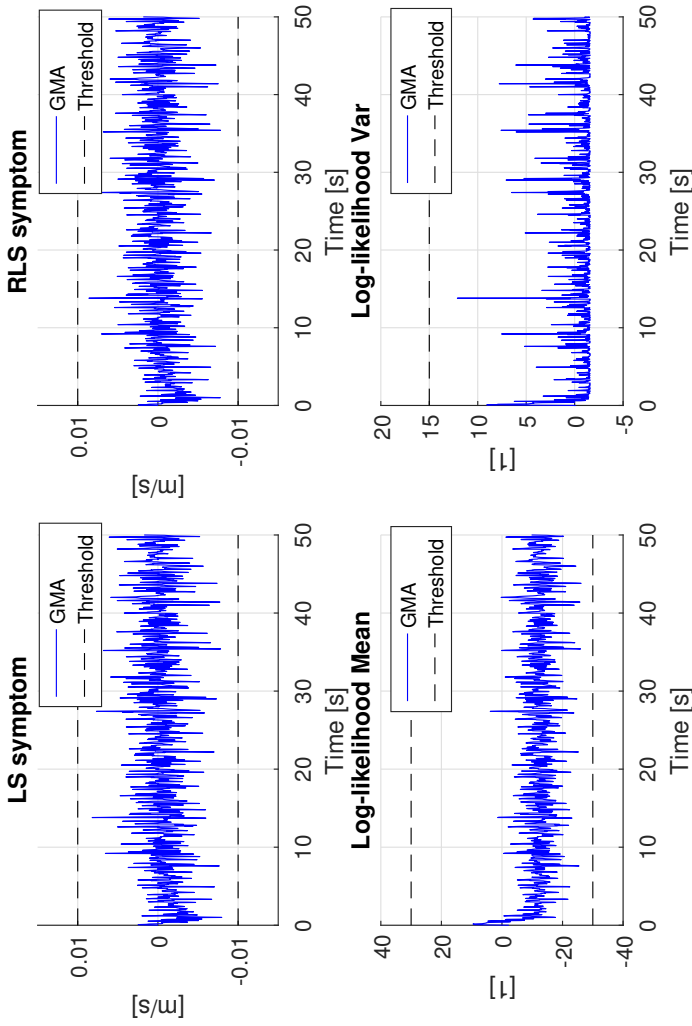 LS symptom
0.01
0
-0.01
[m/s]
GMA
Threshold
0 10 20 30 40 50
Time [s]
RLS symptom
0.01
0
-0.01
[m/s]
GMA
Threshold
0 10 20 30 40 50
Time [s]
Log-likelihood Mean
40
20
0
-20
-40
[1]
GMA
Threshold
0 10 20 30 40 50
Time [s]
Log-likelihood Var
20
15
10
5
0
-5
[1]
GMA
Threshold
0 10 20 30 40 50
Time [s]